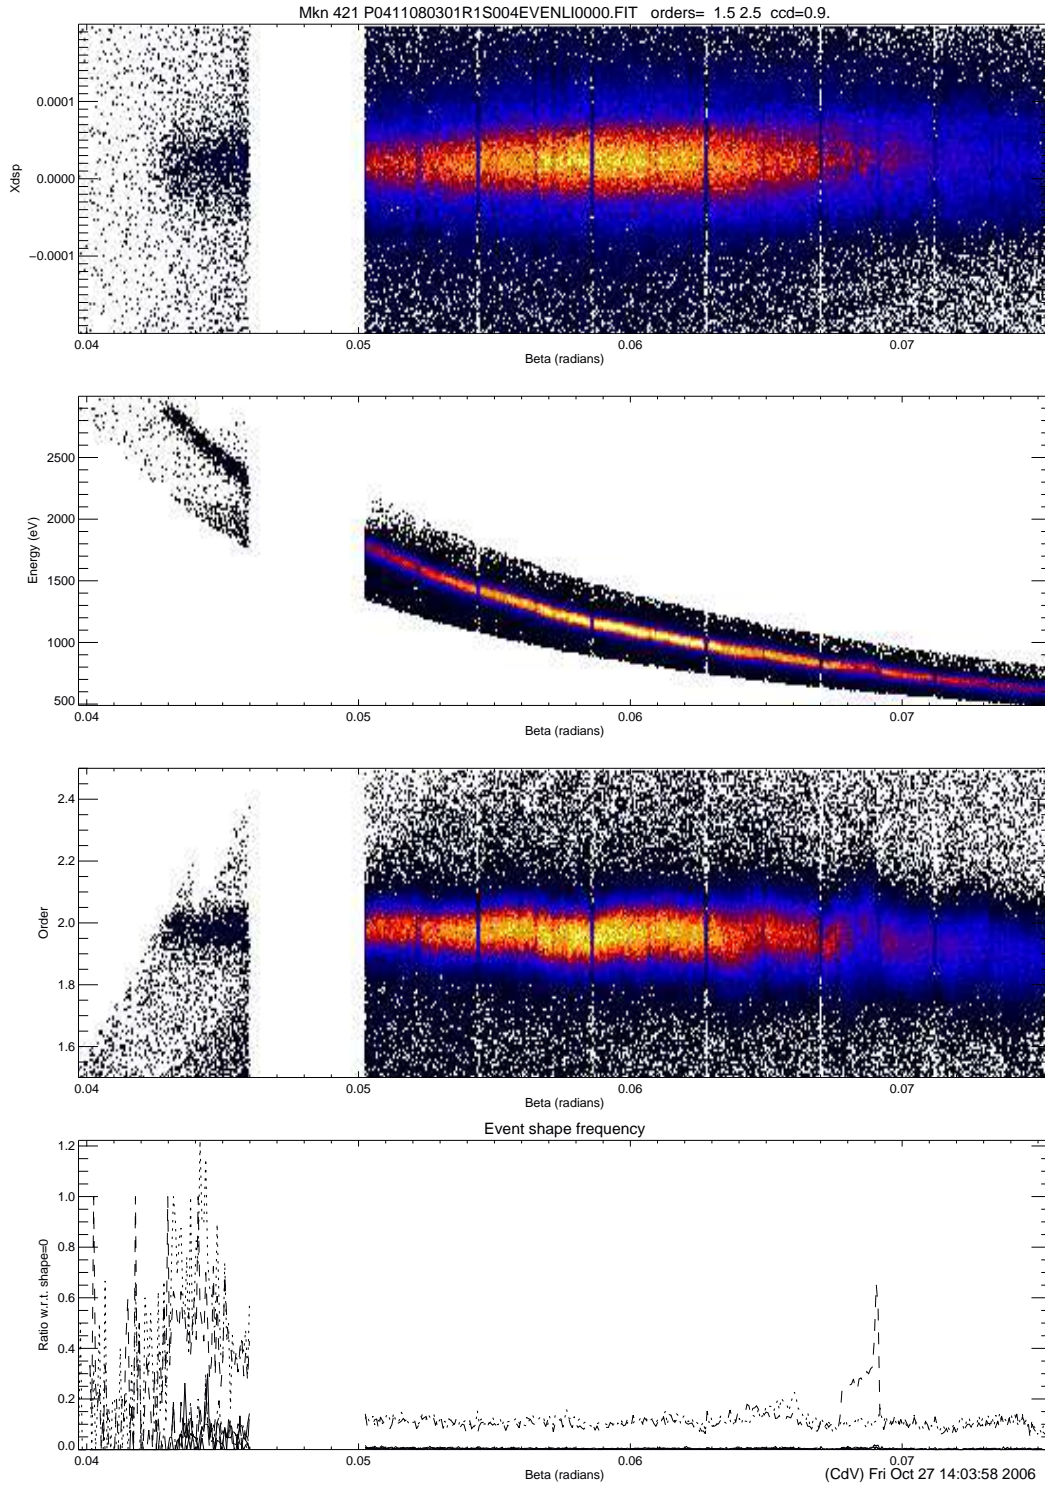 Mkn 421 P0411080301R1S004EVENLI0000.FIT orders= 1.5 2.5 ccd=0.9.
0.0001
0.0000
−0.0001
Xdsp
0.04 0.05 0.06 0.07
Beta (radians)
2500
2000
1500
1000
500
Energy (eV)
0.04 0.05 0.06 0.07
Beta (radians)
2.4
2.2
2.0
1.8
1.6
Order
0.04 0.05 0.06 0.07
Beta (radians)
Event shape frequency
1.2
1.0
0.8
0.6
0.4
0.2
0.0
Ratio w.r.t. shape=0
0.04 0.05 0.06 0.07
Beta (radians)
(CdV) Fri Oct 27 14:03:58 2006